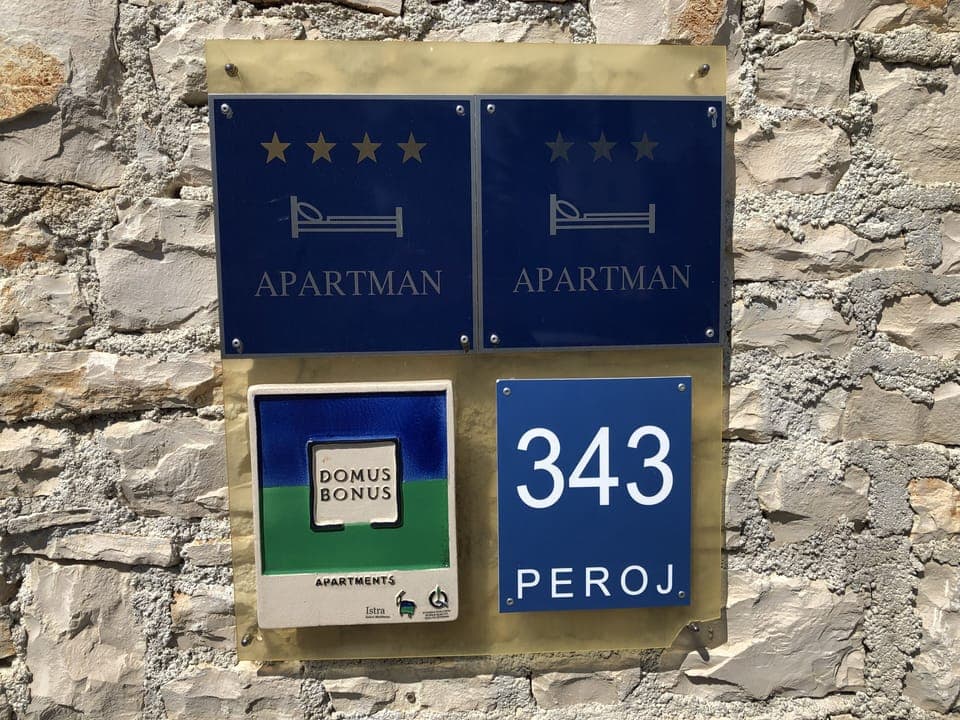 APARTMAN
APARTMAN
DOMUS
BONUS
APARTMENTS
Istra
343
PEROJ